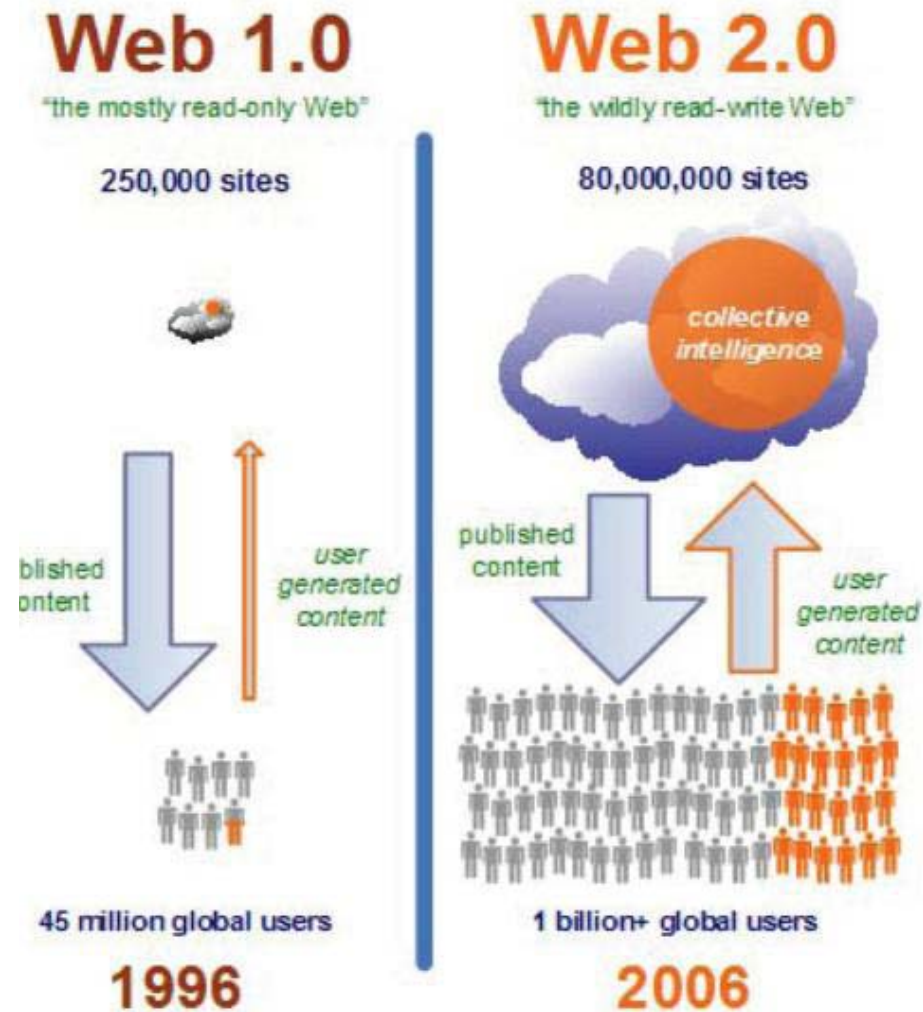 Web 1.0
"the mostly read-only Web"
250,000 sites
blished
ontent
user
generated
content
45 million global users
1996
Web 2.0
"the wildly read-write Web"
80,000,000 sites
collective
intelligence
published
content
user
generated
content
1 billion+ global users
2006